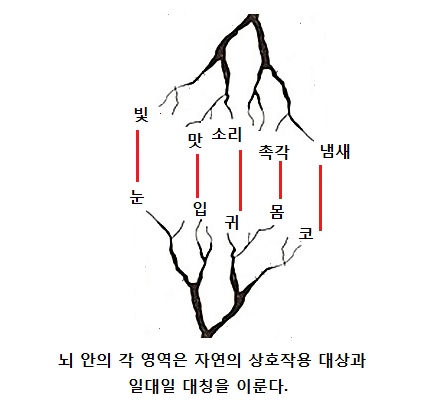 빛
맛
소리
촉각
냄새
눈
입
귀
몸
코
뇌 안의 각 영역은 자연의 상호작용 대상과
일대일 대칭을 이룬다.